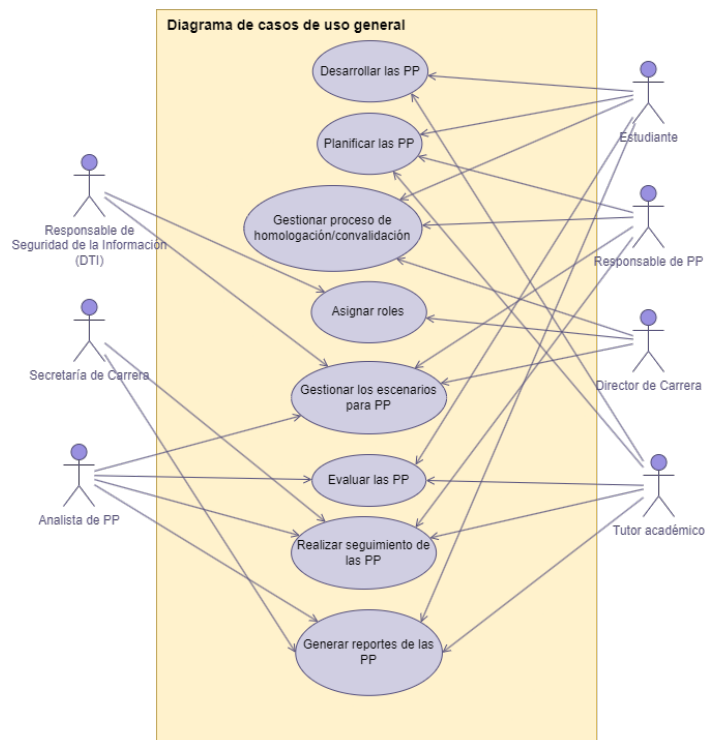 Diagrama de casos de uso general
Desarrollar las PP
Estudiante
Planificar las PP
Responsable de
Seguridad de la Información
(DTI)
Gestionar proceso de
homologación/convalidación
Responsable de PP
Asignar roles
Secretaría de Carrera
Gestionar los escenarios
para PP
Director de Carrera
Evaluar las PP
Analista de PP
Tutor académico
Realizar seguimiento de
las PP
Generar reportes de las
PP